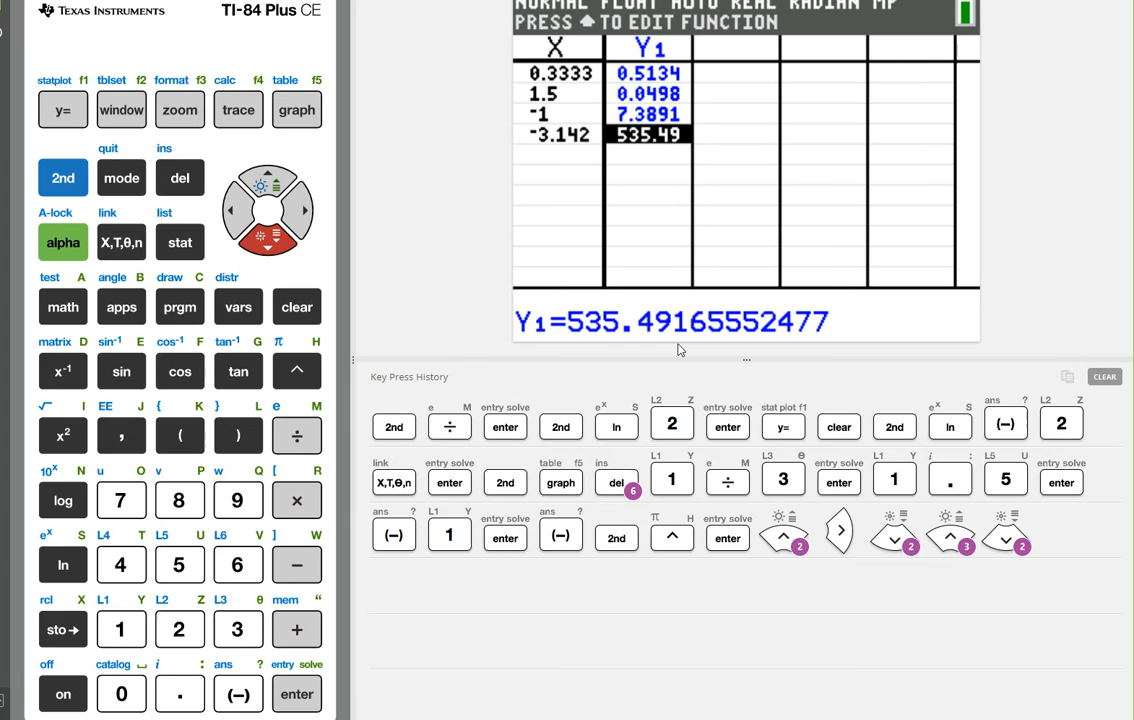 TEXAS INSTRUMENTS TI-84 Plus CE
statplot f1 tblset f2 format f3 calc f4 table f5
y= window zoom trace graph
quit ins
2nd mode del
A-lock link list
alpha X,T,θ,n stat
test A angle B draw C distr
math apps prgm vars clear
matrix D sin⁻¹ E cos⁻¹ F tan⁻¹ G π H
x⁻¹ sin cos tan ^
√ I EE J { K } L e M
x² , ( ) ÷
10ˣ N u O v P w Q [ R
log 7 8 9 ×
eˣ S L4 T L5 U L6 V ] W
ln 4 5 6 −
rcl X L1 Y L2 Z L3 θ mem “
sto→ 1 2 3 +
off catalog ⎵ i : ans ? entry solve
on 0 . (−) enter
NORMAL FLOAT AUTO REAL RADIAN MP
PRESS TO EDIT FUNCTION
X Y₁
0.3333 0.5134
1.5 0.0498
⁻1 7.3891
⁻3.142 535.49
Y₁=535.49165552477
Key Press History
CLEAR
e M entry solve eˣ S L2 Z entry solve stat plot f1 eˣ S ans ? L2 Z
2nd ÷ enter 2nd ln 2 enter y= clear 2nd ln (−) 2
link entry solve table f5 ins L1 Y e M L3 θ entry solve L1 Y i : L5 U entry solve
X,T,θ,n enter 2nd graph del 6 1 ÷ 3 enter 1 . 5 enter
ans ? L1 Y entry solve ans ? π H entry solve
(−) 1 enter (−) 2nd ^ enter 2 2 3 2